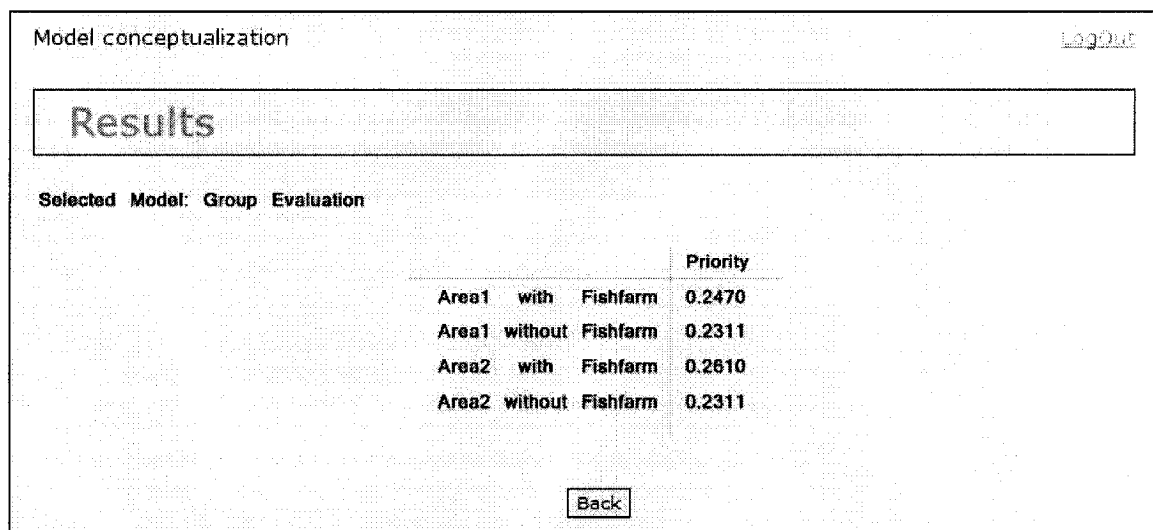 Model conceptualization LogOut
Results
Selected Model: Group Evaluation
Priority
Area1 with Fishfarm 0.2470
Area1 without Fishfarm 0.2311
Area2 with Fishfarm 0.2610
Area2 without Fishfarm 0.2311
Back